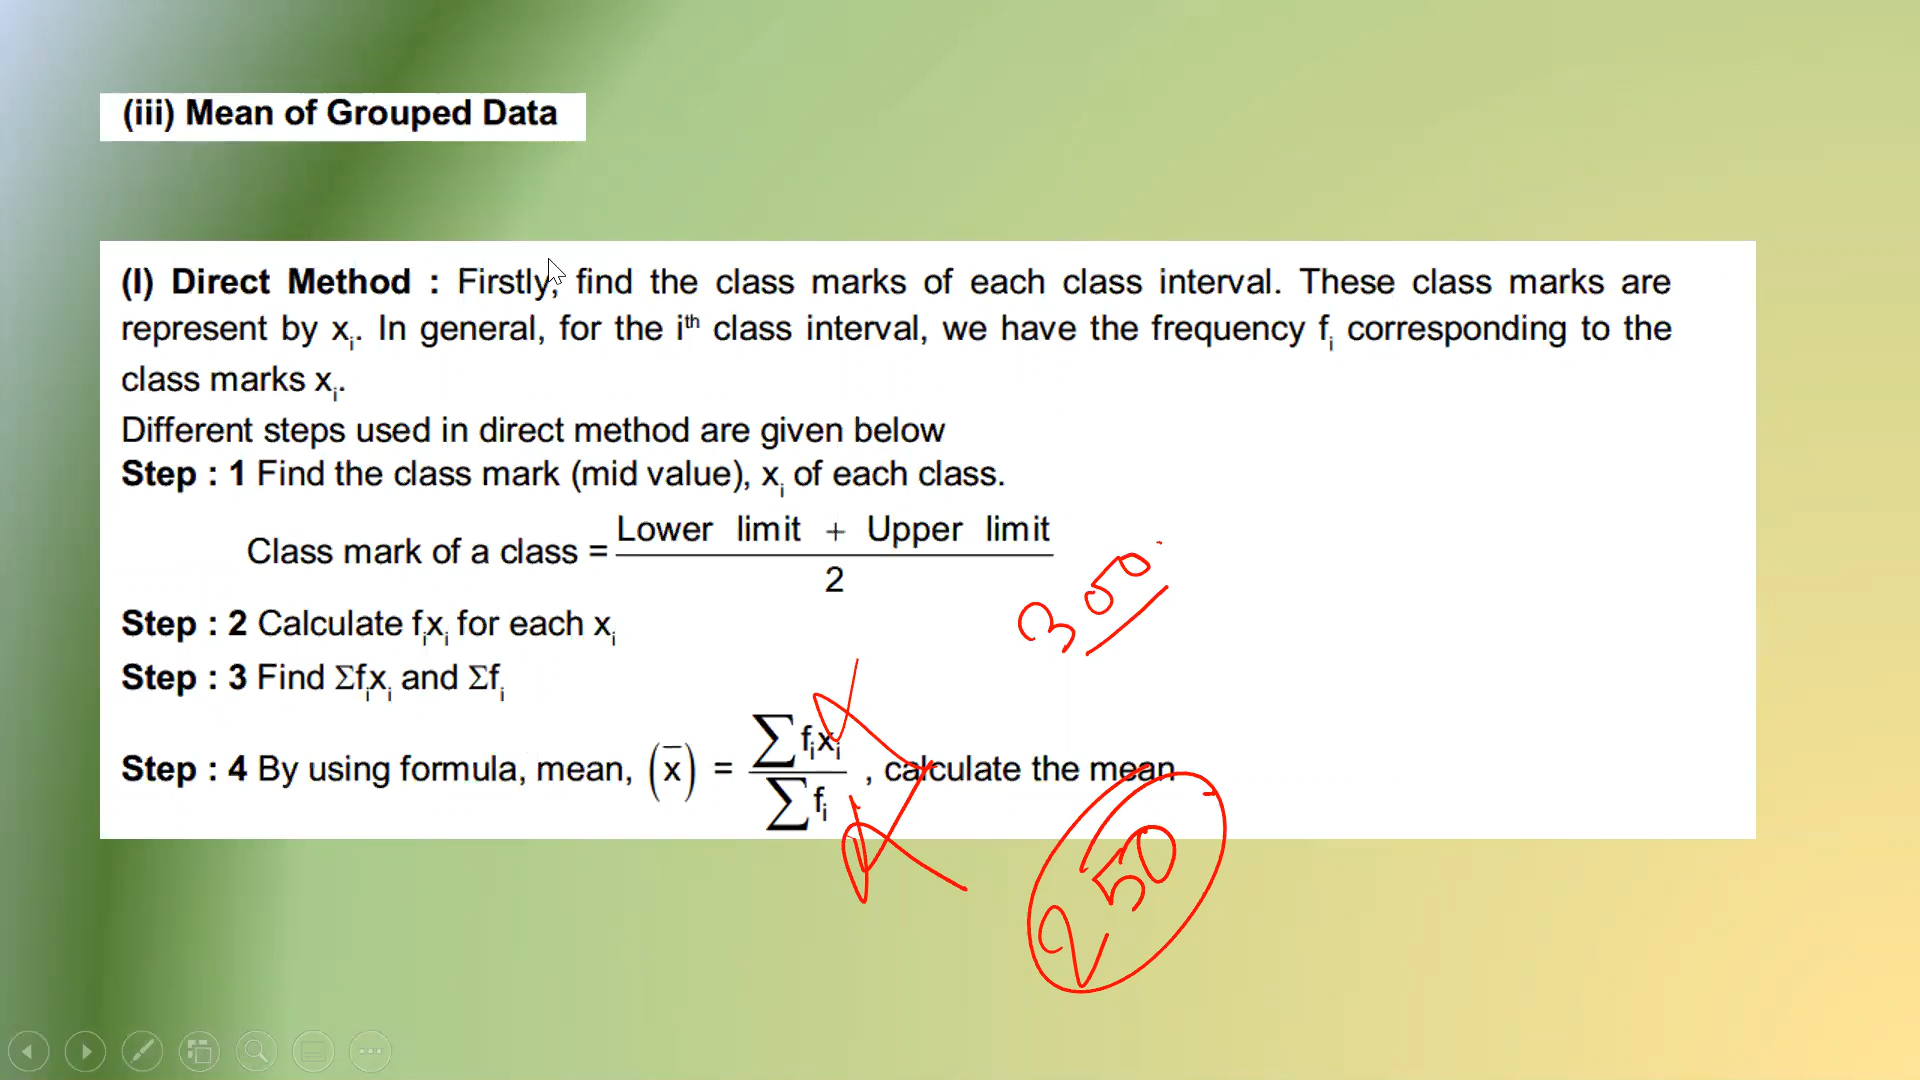 (iii) Mean of Grouped Data
(I) Direct Method : Firstly, find the class marks of each class interval. These class marks are
represent by xᵢ. In general, for the iᵗʰ class interval, we have the frequency fᵢ corresponding to the
class marks xᵢ.
Different steps used in direct method are given below
Step : 1 Find the class mark (mid value), xᵢ of each class.
Class mark of a class = (Lower limit + Upper limit) / 2
Step : 2 Calculate fᵢxᵢ for each xᵢ
300
Step : 3 Find Σfᵢxᵢ and Σfᵢ
Step : 4 By using formula, mean, (x̄) = ∑fᵢxᵢ / ∑fᵢ , calculate the mean
250